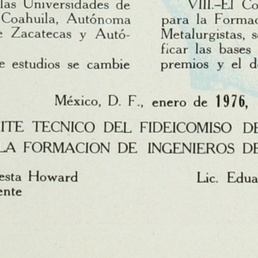 las Universidades de
Coahuila, Autónoma
e Zacatecas y Autó-
e estudios se cambie
VIII.—El Co
para la Formac
Metalurgistas, se
ficar las bases
premios y el d
México, D. F., enero de 1976,
ITE TECNICO DEL FIDEICOMISO DE
LA FORMACION DE INGENIEROS DE
esta Howard
ente
Lic. Edua